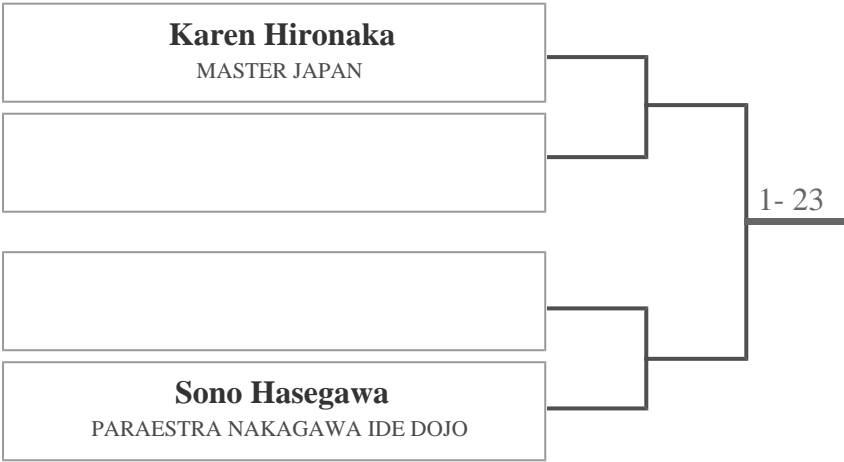 Karen Hironaka
MASTER JAPAN
1- 23
Sono Hasegawa
PARAESTRA NAKAGAWA IDE DOJO